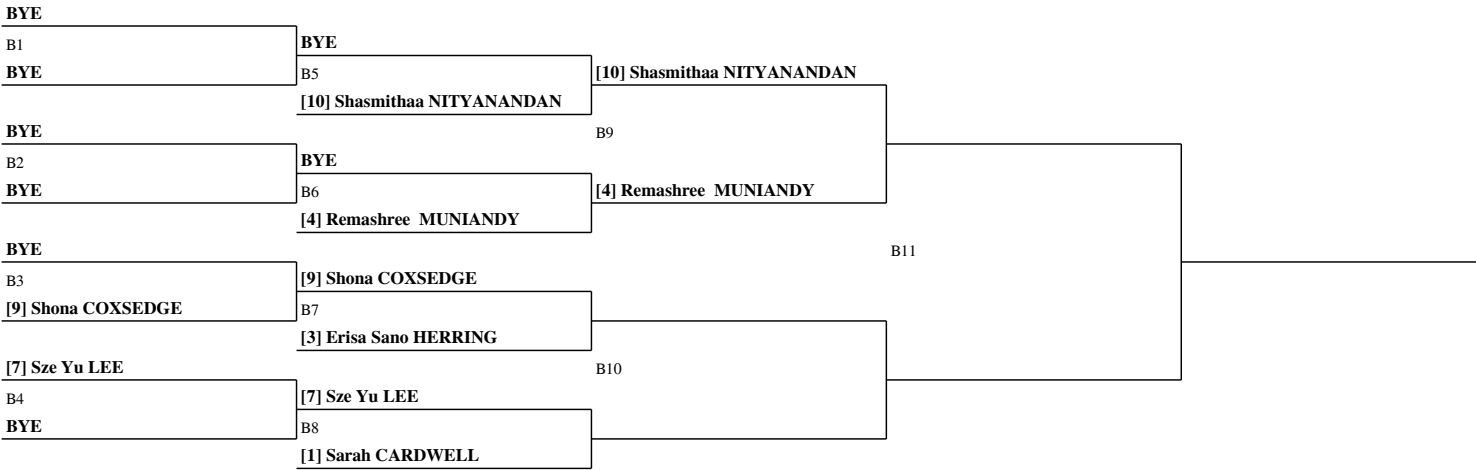 BYE
B1
BYE
BYE
B5
[10] Shasmithaa NITYANANDAN
[10] Shasmithaa NITYANANDAN
BYE
B2
BYE
BYE
B6
[4] Remashree  MUNIANDY
B9
[4] Remashree  MUNIANDY
BYE
B3
[9] Shona COXSEDGE
[9] Shona COXSEDGE
B7
[3] Erisa Sano HERRING
B11
[7] Sze Yu LEE
B4
BYE
[7] Sze Yu LEE
B8
[1] Sarah CARDWELL
B10